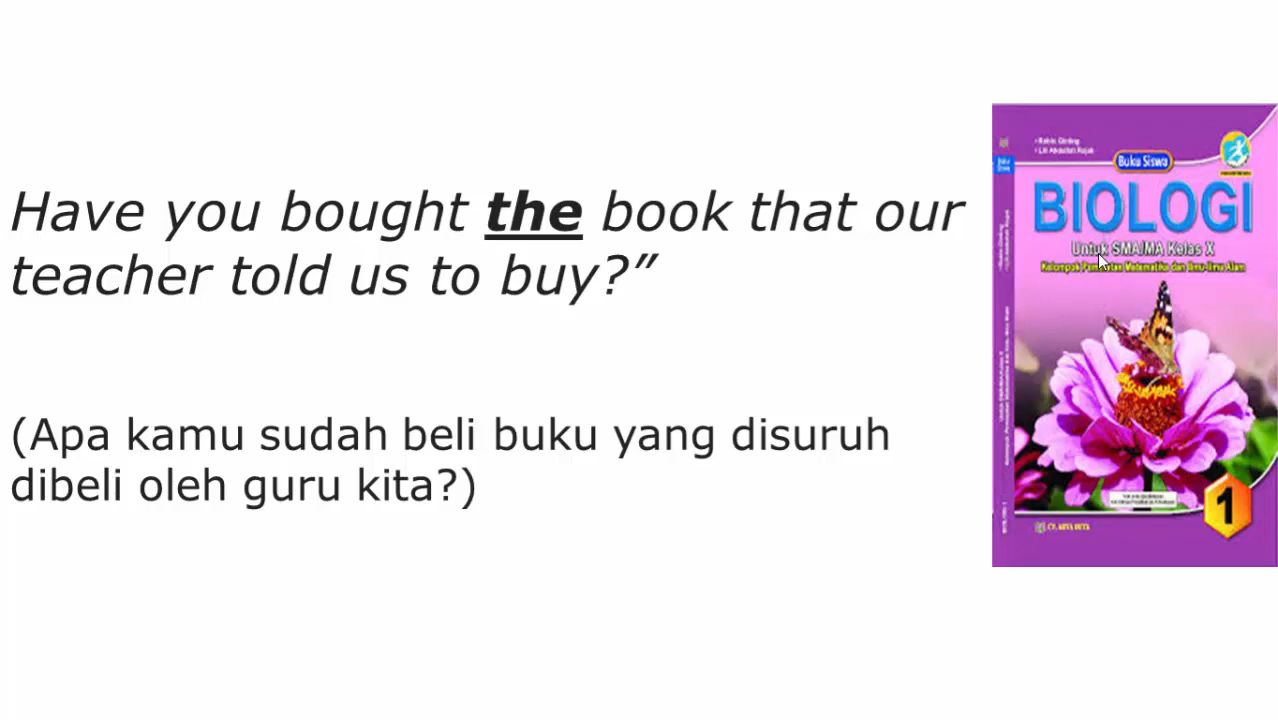 Have you bought the book that our
teacher told us to buy?”
(Apa kamu sudah beli buku yang disuruh
dibeli oleh guru kita?)
Buku Siswa
BIOLOGI
Untuk SMA/MA Kelas X
Kelompok Peminatan Matematika dan Ilmu-Ilmu Alam
1